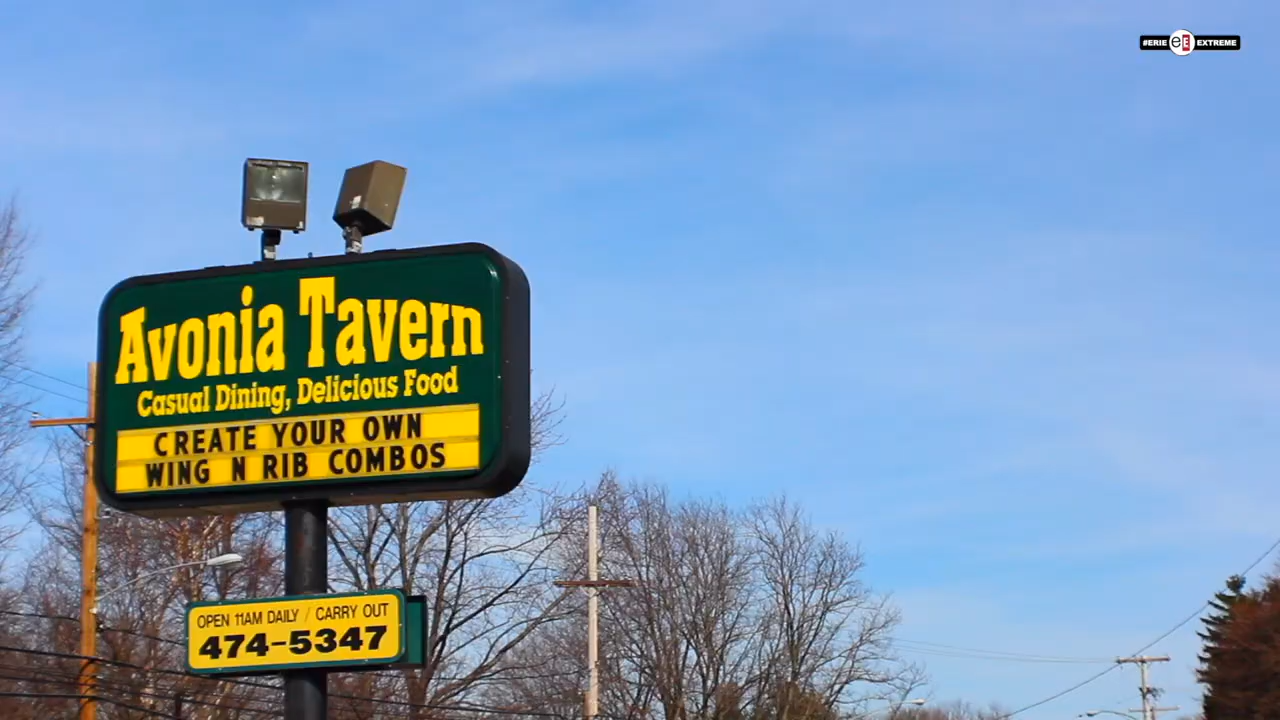 #ERIE eE EXTREME
Avonia Tavern
Casual Dining, Delicious Food
CREATE YOUR OWN
WING N RIB COMBOS
OPEN 11AM DAILY / CARRY OUT
474-5347